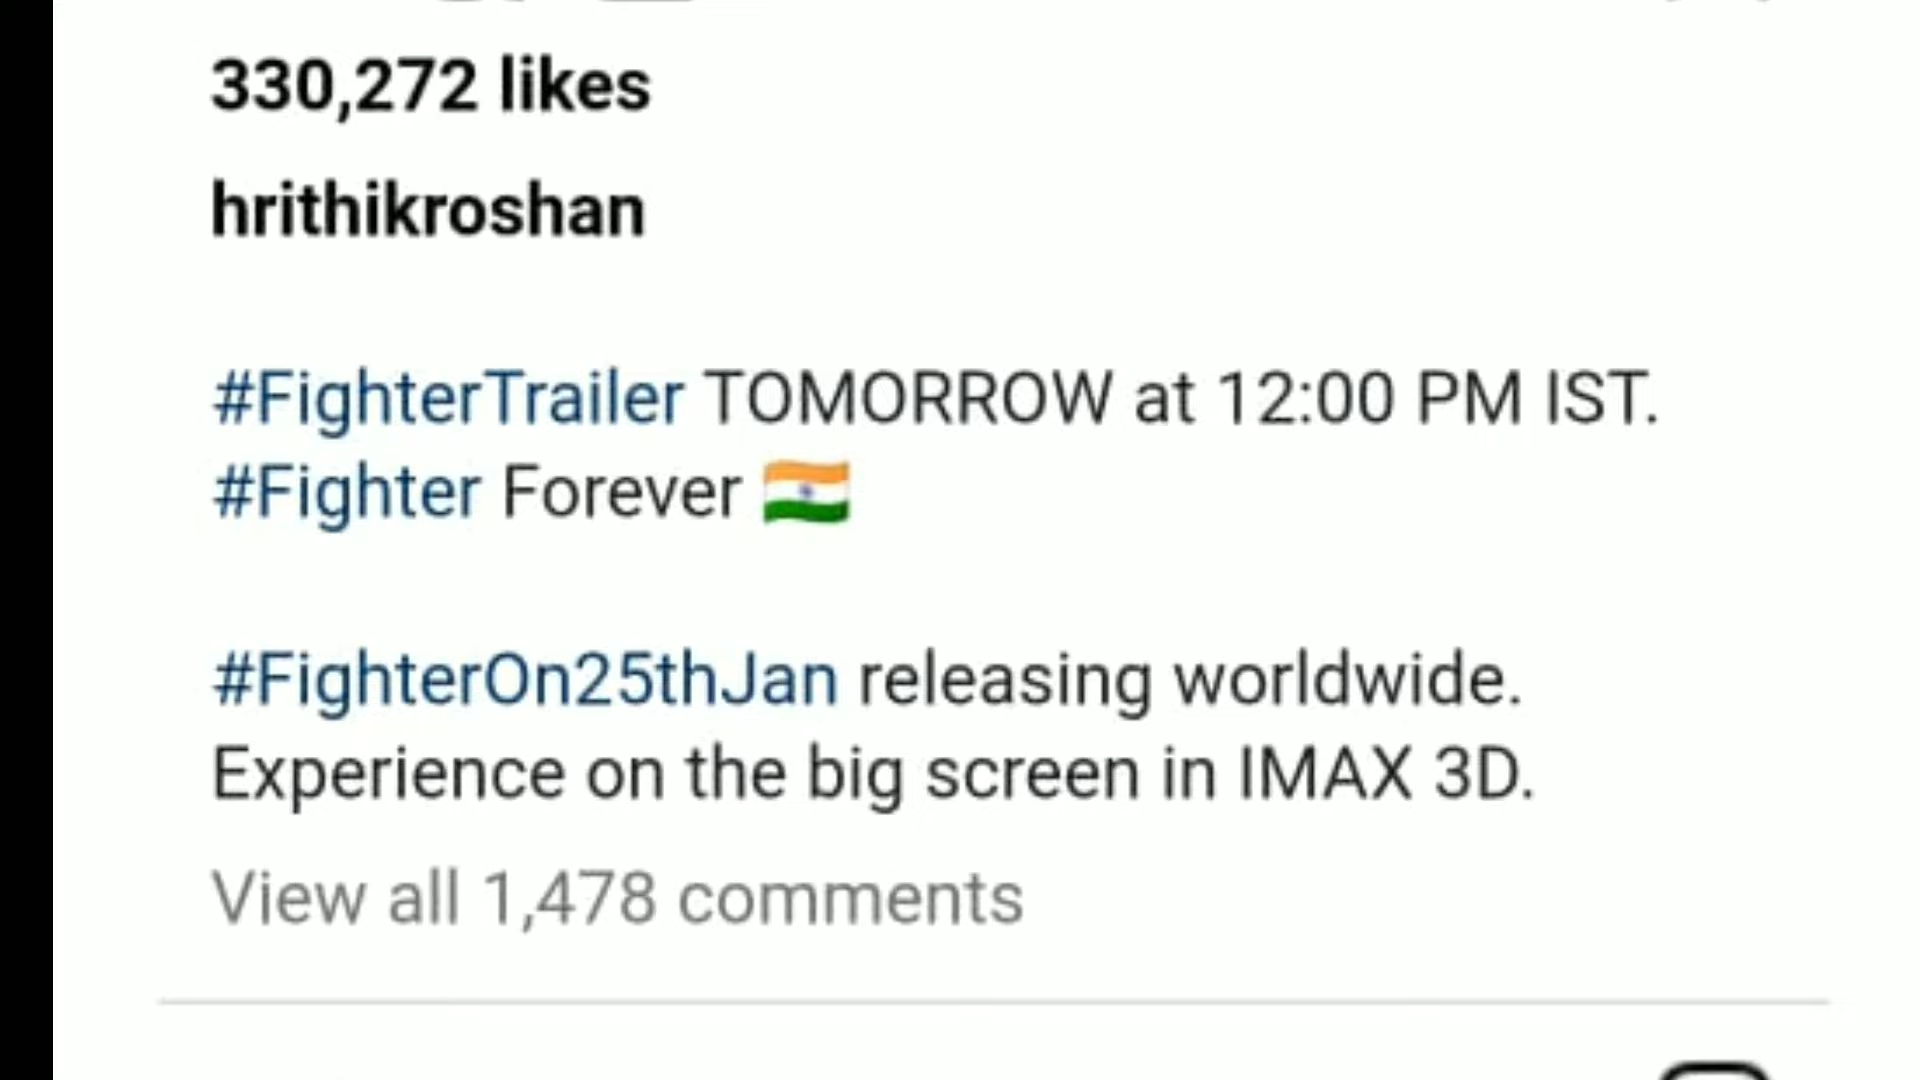 330,272 likes
hrithikroshan
#FighterTrailer TOMORROW at 12:00 PM IST.
#Fighter Forever 🇮🇳
#FighterOn25thJan releasing worldwide.
Experience on the big screen in IMAX 3D.
View all 1,478 comments